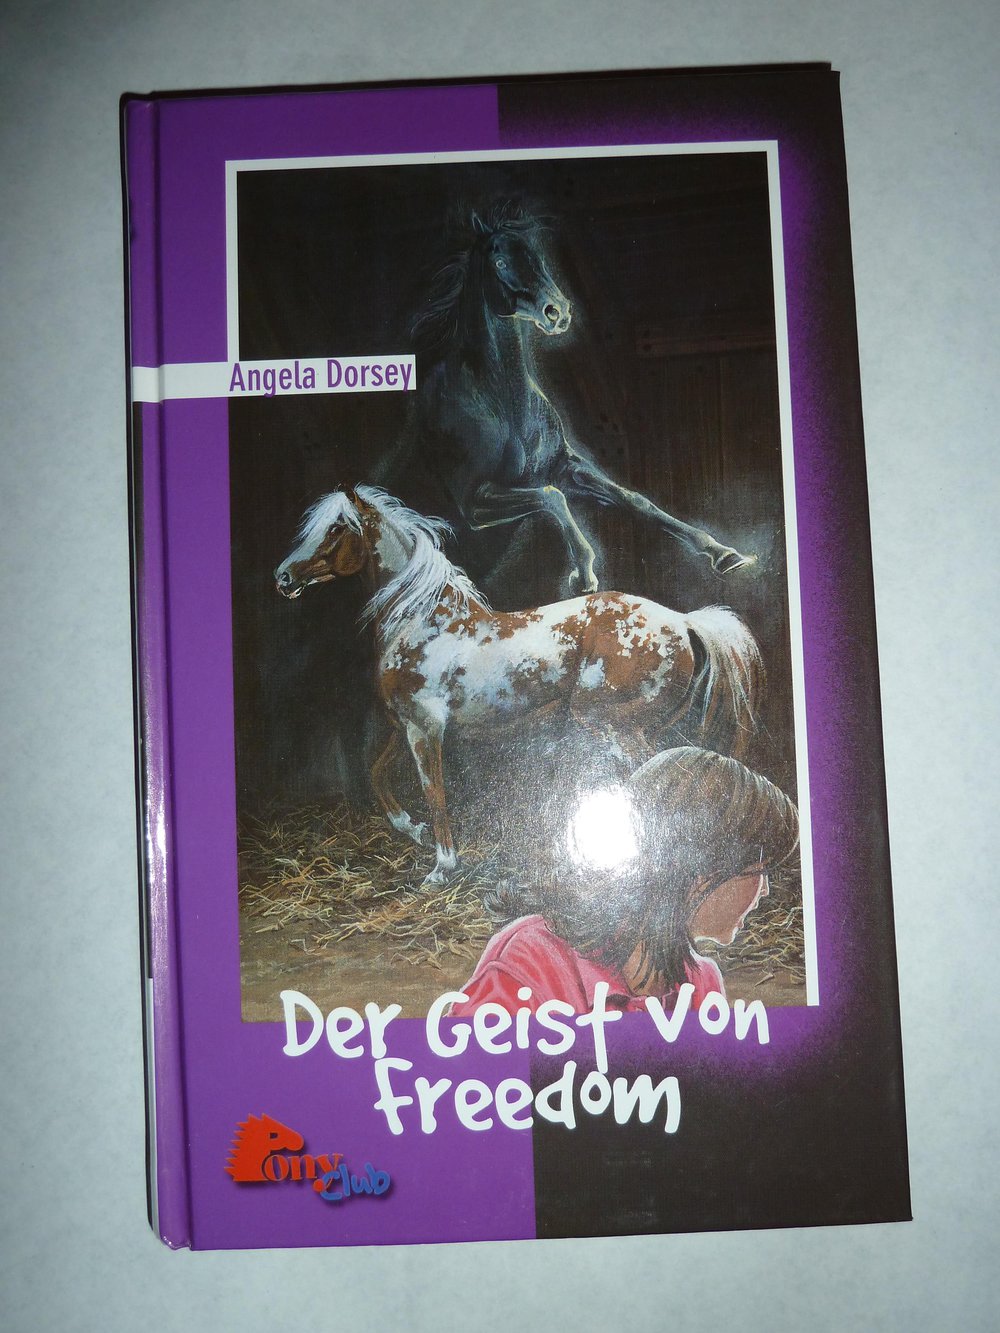 Angela Dorsey
Der Geist von
Freedom
Pony
Club